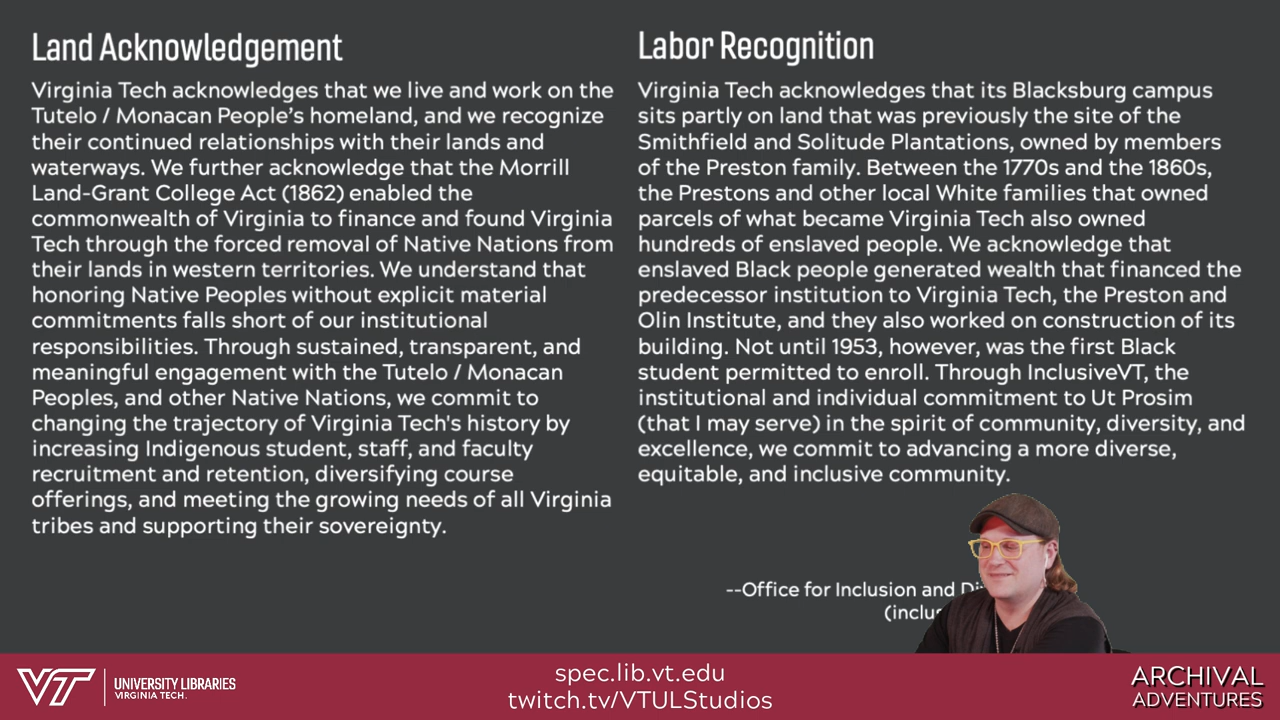 Land Acknowledgement
Virginia Tech acknowledges that we live and work on the
Tutelo / Monacan People's homeland, and we recognize
their continued relationships with their lands and
waterways. We further acknowledge that the Morrill
Land-Grant College Act (1862) enabled the
commonwealth of Virginia to finance and found Virginia
Tech through the forced removal of Native Nations from
their lands in western territories. We understand that
honoring Native Peoples without explicit material
commitments falls short of our institutional
responsibilities. Through sustained, transparent, and
meaningful engagement with the Tutelo / Monacan
Peoples, and other Native Nations, we commit to
changing the trajectory of Virginia Tech's history by
increasing Indigenous student, staff, and faculty
recruitment and retention, diversifying course
offerings, and meeting the growing needs of all Virginia
tribes and supporting their sovereignty.
Labor Recognition
Virginia Tech acknowledges that its Blacksburg campus
sits partly on land that was previously the site of the
Smithfield and Solitude Plantations, owned by members
of the Preston family. Between the 1770s and the 1860s,
the Prestons and other local White families that owned
parcels of what became Virginia Tech also owned
hundreds of enslaved people. We acknowledge that
enslaved Black people generated wealth that financed the
predecessor institution to Virginia Tech, the Preston and
Olin Institute, and they also worked on construction of its
building. Not until 1953, however, was the first Black
student permitted to enroll. Through InclusiveVT, the
institutional and individual commitment to Ut Prosim
(that I may serve) in the spirit of community, diversity, and
excellence, we commit to advancing a more diverse,
equitable, and inclusive community.
--Office for Inclusion and
VT UNIVERSITY LIBRARIES
VIRGINIA TECH.
spec.lib.vt.edu
twitch.tv/VTULStudios
ARCHIVAL
ADVENTURES